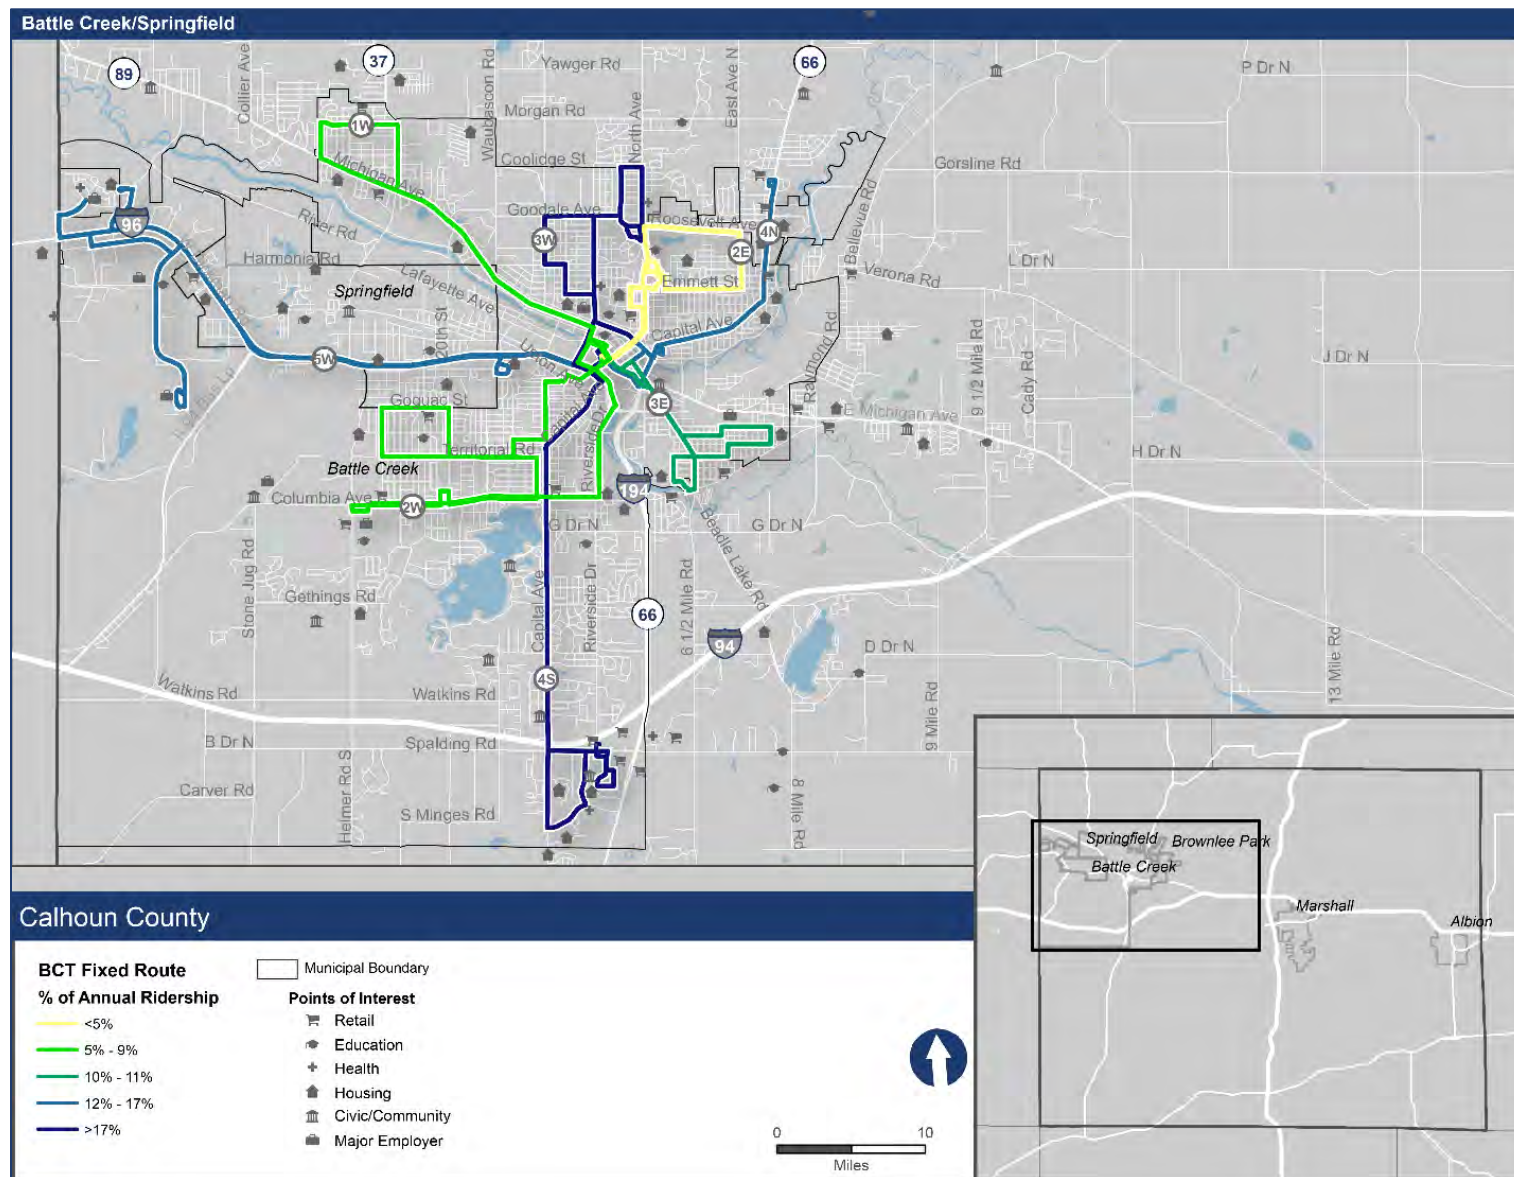 Battle Creek/Springfield
89
Collier Ave
37
Waubascon Rd
Yawger Rd
East Ave N
66
P Dr N
Morgan Rd
North Ave
1W
Coolidge St
Gorsline Rd
Michigan Ave
Goodale Ave
Roosevelt Ave
Bellevue Rd
96
River Rd
3W
2E
4N
Harmonia Rd
Lafayette Ave
Emmett St
Verona Rd
L Dr N
Springfield
20th St
Capital Ave
Raymond Rd
9 1/2 Mile Rd
Cady Rd
J Dr N
5W
Union Ave
Goguac St
Capital Ave
Riverside Dr
3E
E Michigan Ave
Territorial Rd
H Dr N
Battle Creek
Columbia Ave
2W
194
G Dr N
G Dr N
Beadle Lake Rd
Stone Jug Rd
Gethings Rd
Capital Ave
Riverside Dr
66
6 1/2 Mile Rd
94
D Dr N
4S
13 Mile Rd
Watkins Rd
Watkins Rd
9 Mile Rd
B Dr N
Spalding Rd
Helmer Rd S
Carver Rd
S Minges Rd
8 Mile Rd
Springfield
Brownlee Park
Battle Creek
Marshall
Albion
Calhoun County
BCT Fixed Route
% of Annual Ridership
<5%
5% - 9%
10% - 11%
12% - 17%
>17%
Municipal Boundary
Points of Interest
Retail
Education
Health
Housing
Civic/Community
Major Employer
0
10
Miles